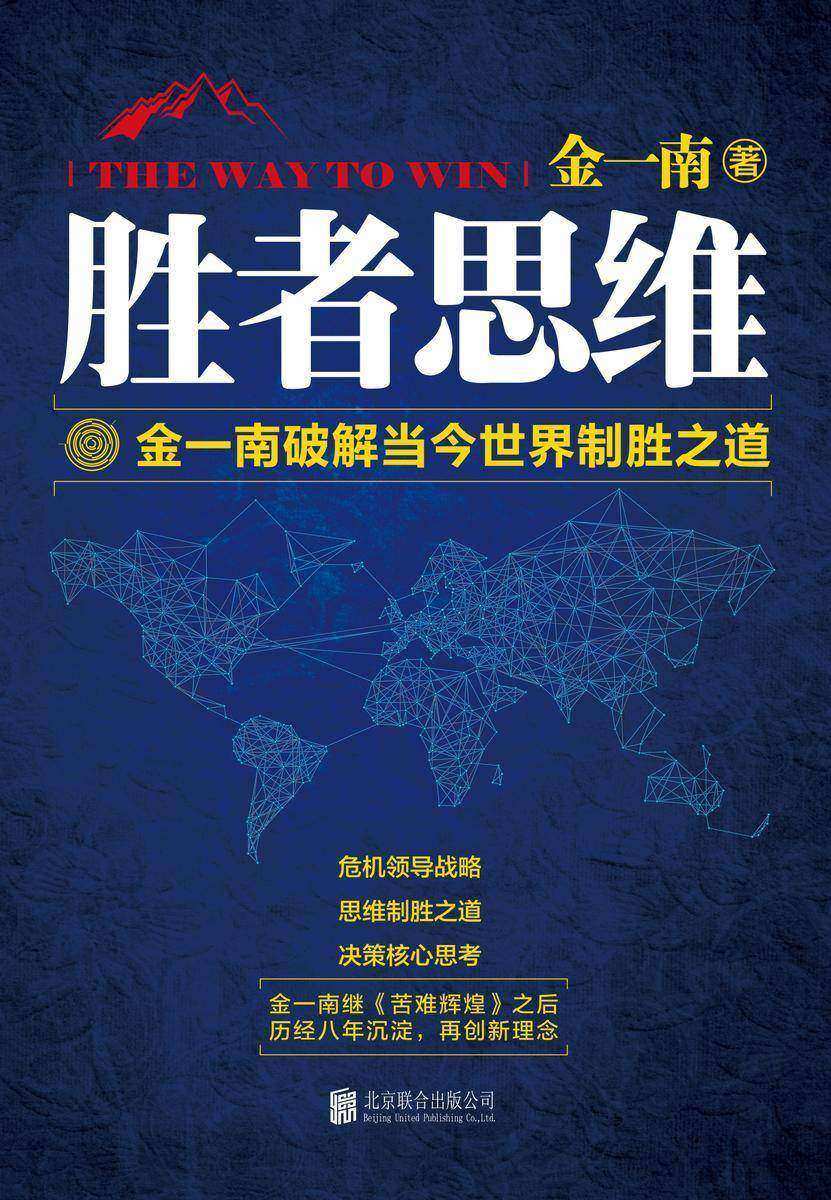 THE WAY TO WIN
金一南 著
胜者思维
金一南破解当今世界制胜之道
危机领导战略
思维制胜之道
决策核心思考
金一南继《苦难辉煌》之后
历经八年沉淀，再创新理念
北京联合出版公司
Beijing United Publishing Co.,Ltd.